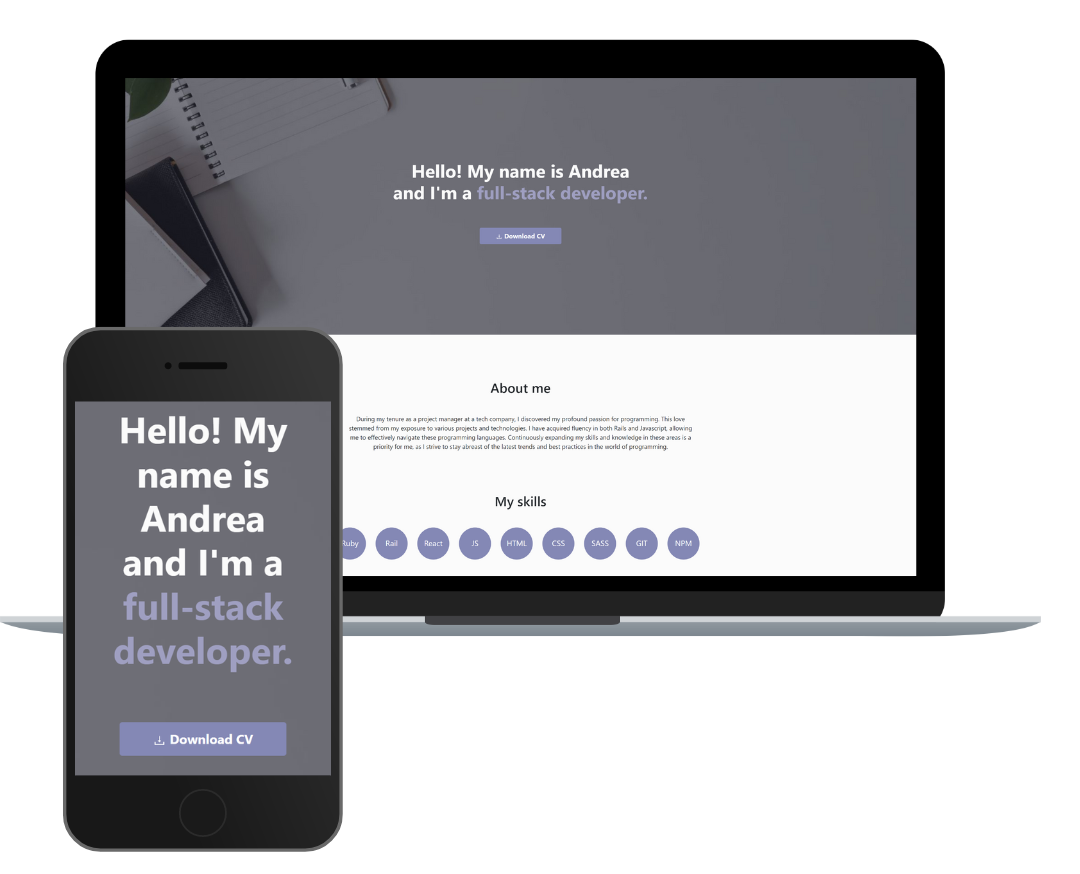 Hello! My name is Andrea
and I'm a full-stack developer.
Download CV
About me
During my tenure as a project manager at a tech company, I discovered my profound passion for programming. This love
stemmed from my exposure to various projects and technologies. I have acquired fluency in both Rails and Javascript, allowing
me to effectively navigate these programming languages. Continuously expanding my skills and knowledge in these areas is a
priority for me, as I strive to stay abreast of the latest trends and best practices in the world of programming.
My skills
Ruby Rail React JS HTML CSS SASS GIT NPM
Hello! My
name is
Andrea
and I'm a
full-stack
developer.
Download CV